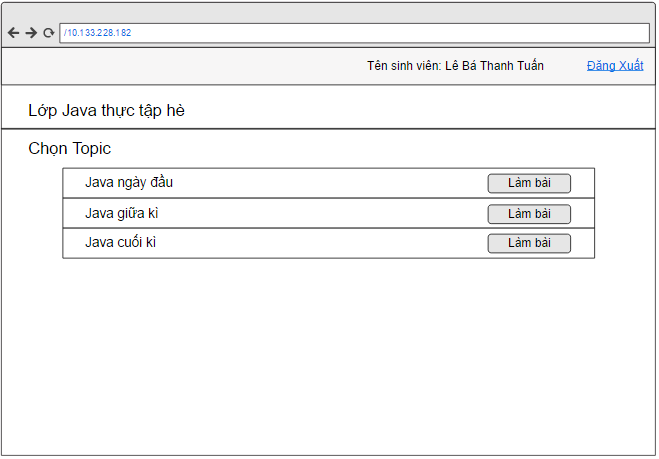 /10.133.228.182
Tên sinh viên: Lê Bá Thanh Tuấn Đăng Xuất
Lớp Java thực tập hè
Chọn Topic
Java ngày đầu Làm bài
Java giữa kì Làm bài
Java cuối kì Làm bài